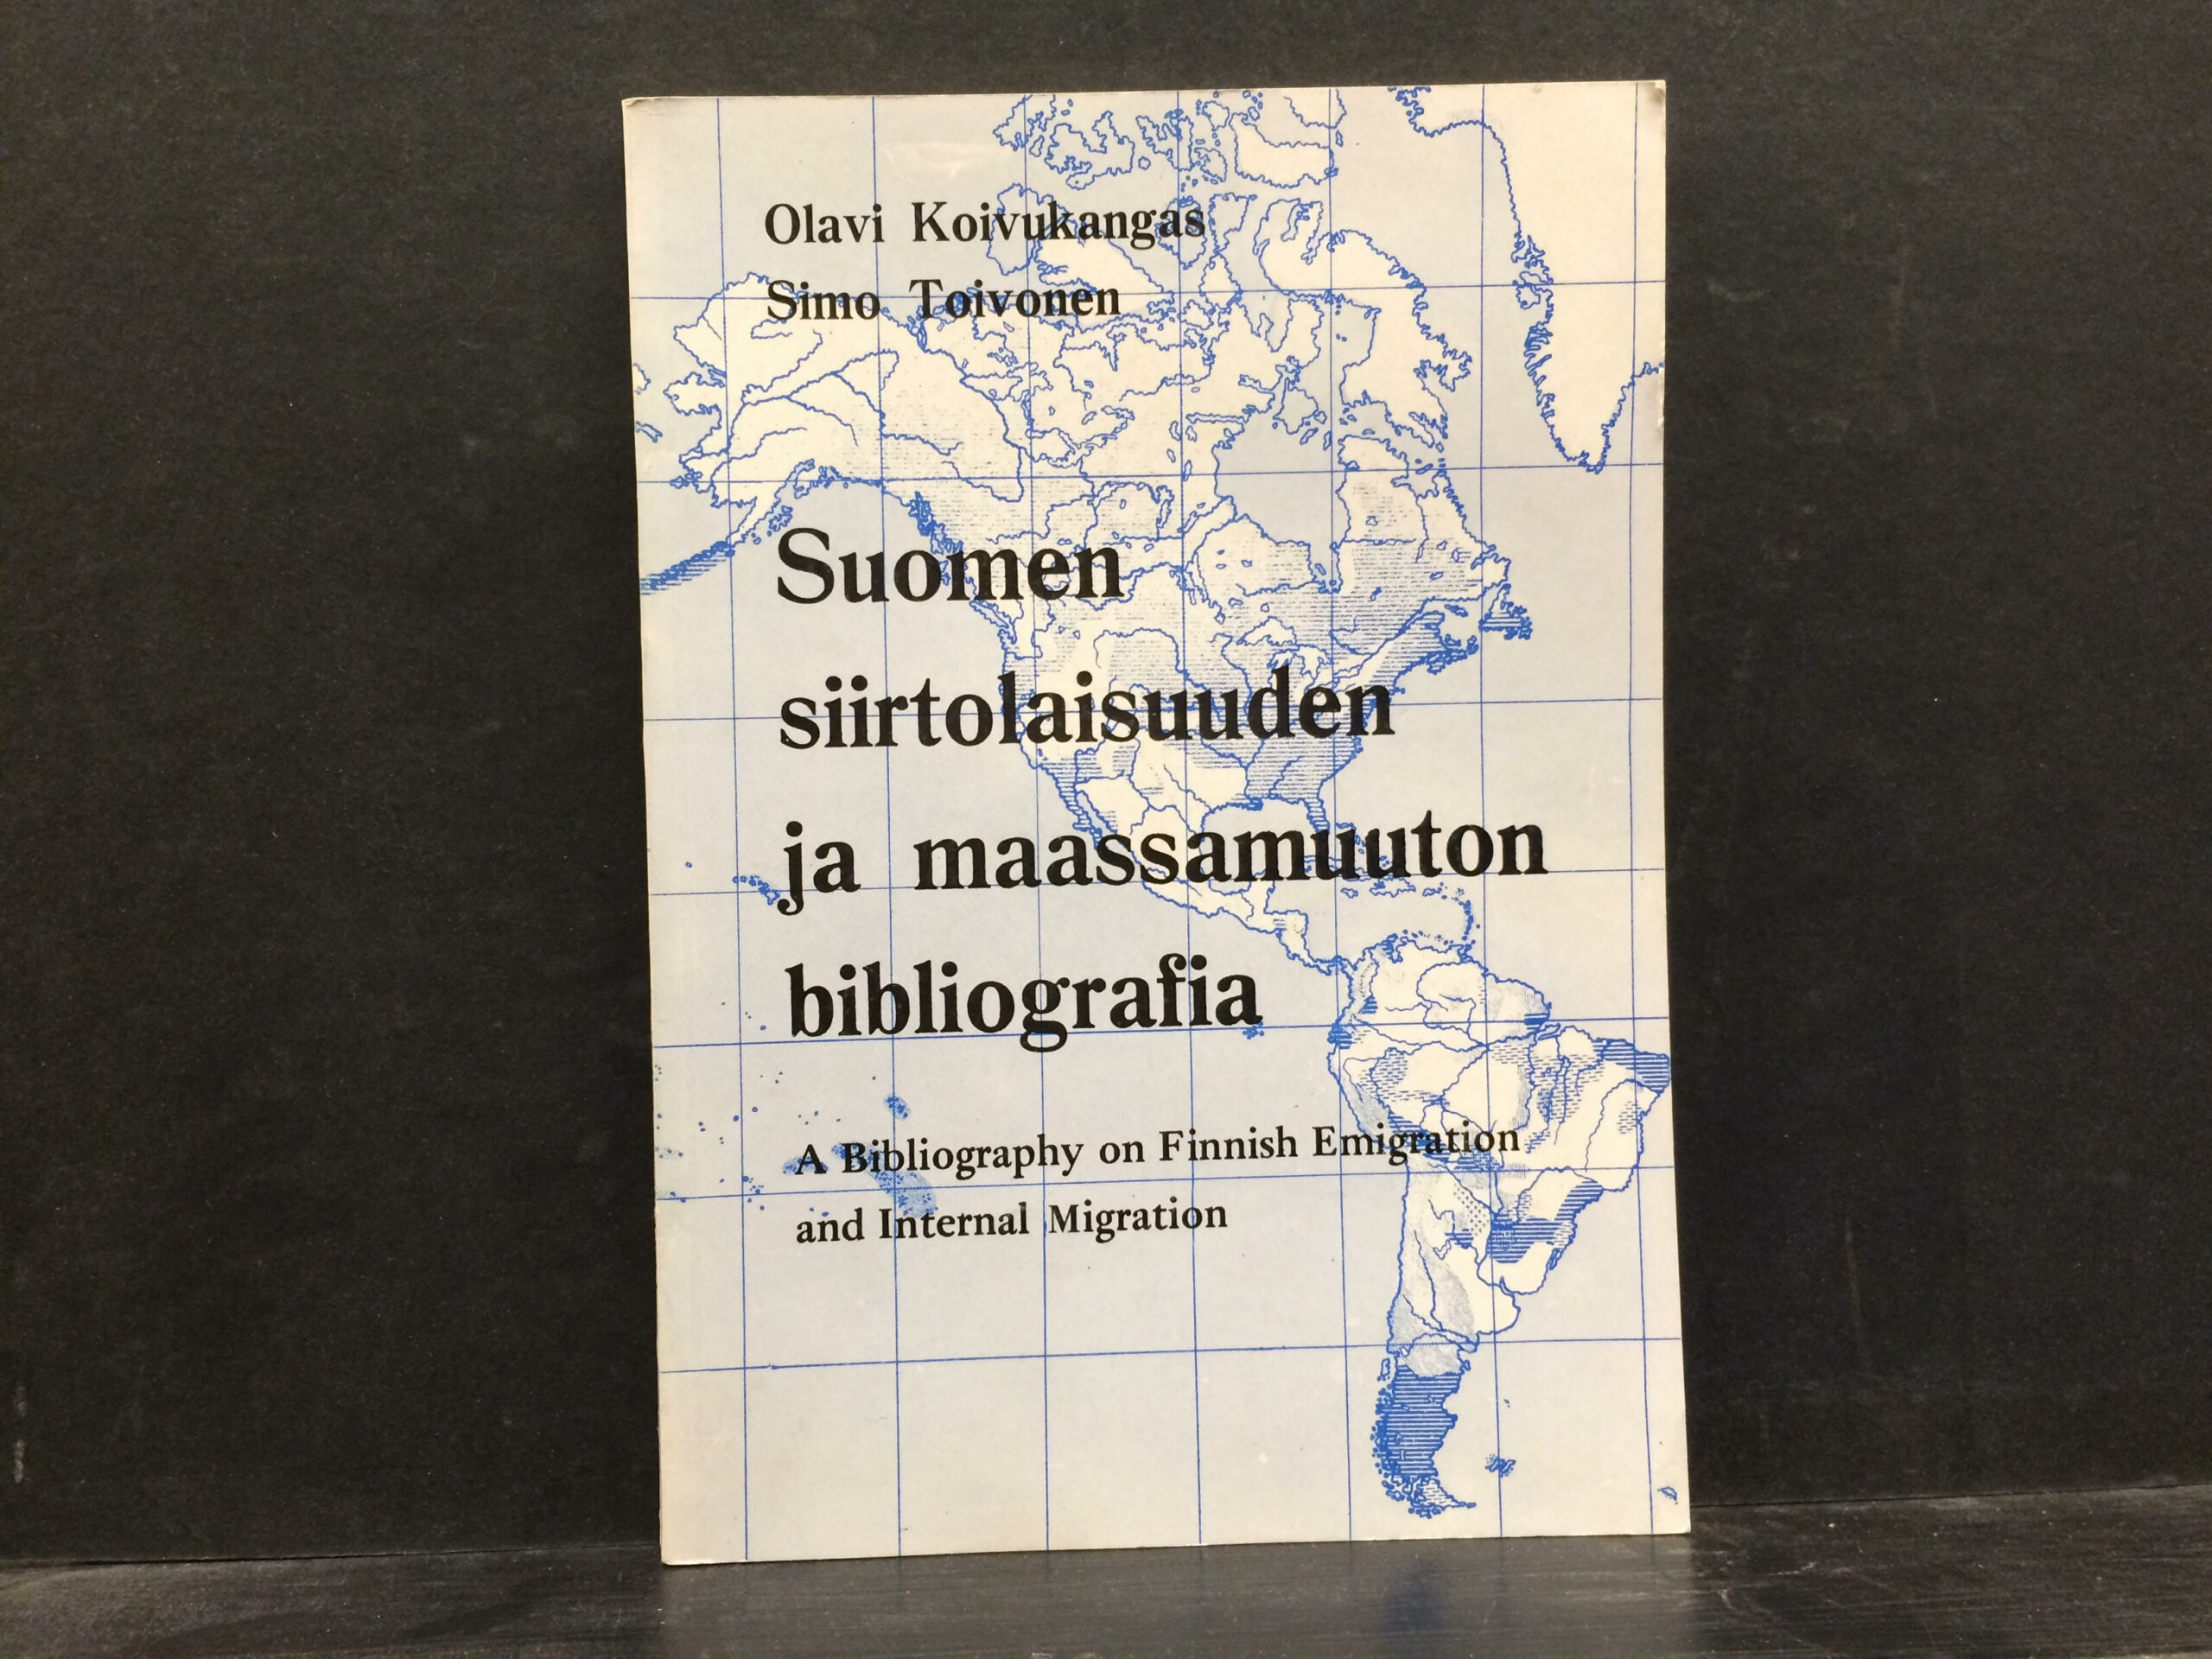 Olavi Koivukangas
Simo Toivonen
Suomen
siirtolaisuuden
ja maassamuuton
bibliografia
A Bibliography on Finnish Emigration
and Internal Migration